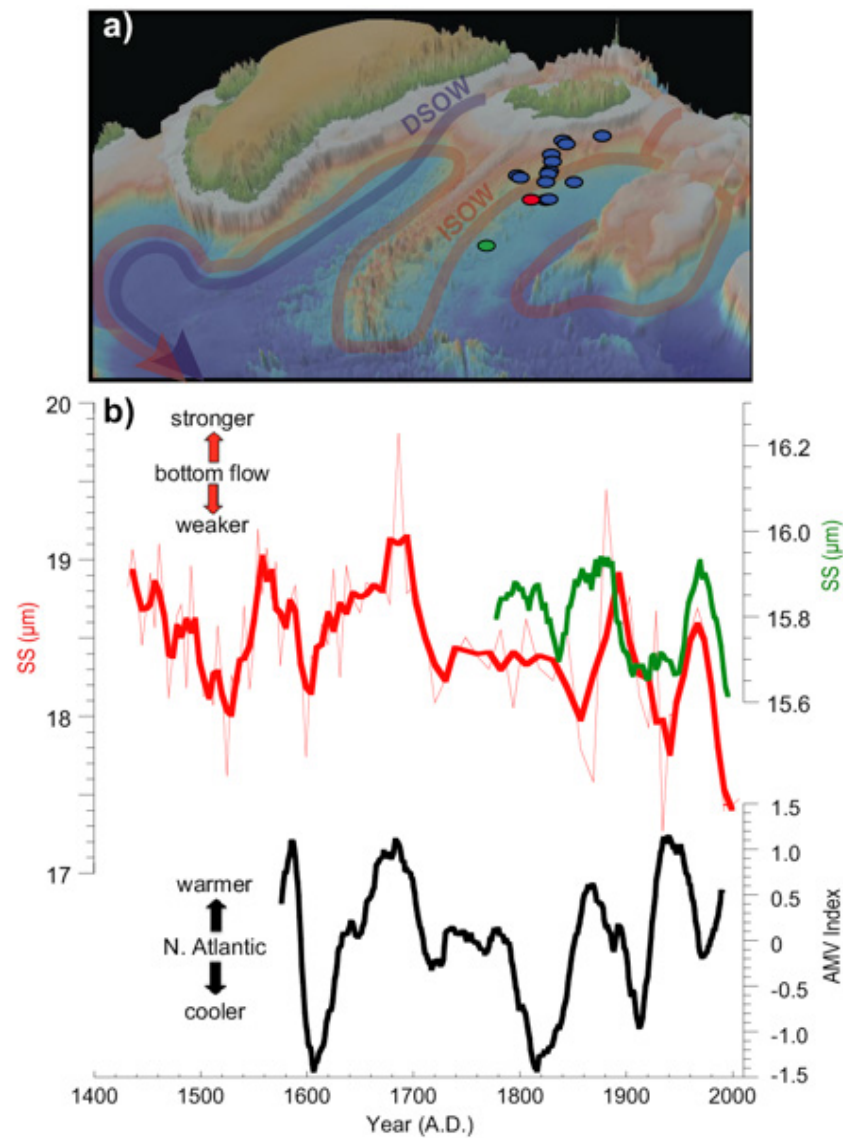 a)
DSOW
ISOW
b)
20
19
18
17
SS (µm)
stronger
bottom flow
weaker
16.2
16.0
15.8
15.6
SS (µm)
warmer
N. Atlantic
cooler
1.5
1.0
0.5
0
-0.5
-1.0
-1.5
AMV Index
1400 1500 1600 1700 1800 1900 2000
Year (A.D.)